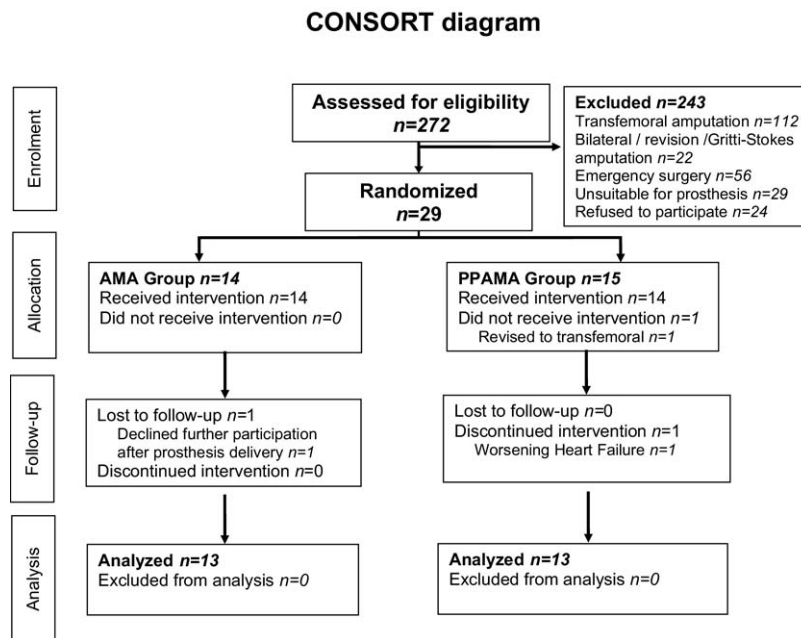 CONSORT diagram
Enrolment
Assessed for eligibility
n=272
Excluded n=243
Transfemoral amputation n=112
Bilateral / revision /Gritti-Stokes
amputation n=22
Emergency surgery n=56
Unsuitable for prosthesis n=29
Refused to participate n=24
Randomized
n=29
Allocation
AMA Group n=14
Received intervention n=14
Did not receive intervention n=0
PPAMA Group n=15
Received intervention n=14
Did not receive intervention n=1
Revised to transfemoral n=1
Follow-up
Lost to follow-up n=1
Declined further participation
after prosthesis delivery n=1
Discontinued intervention n=0
Lost to follow-up n=0
Discontinued intervention n=1
Worsening Heart Failure n=1
Analysis
Analyzed n=13
Excluded from analysis n=0
Analyzed n=13
Excluded from analysis n=0